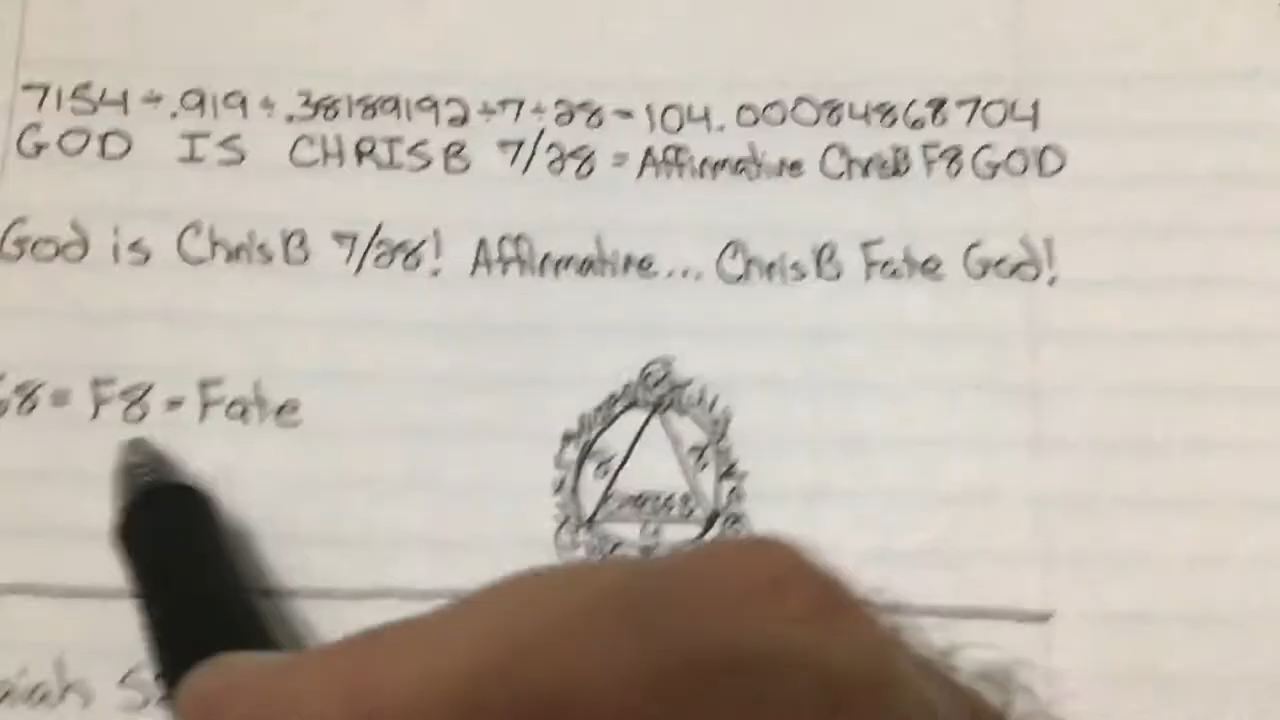 7154 ÷ .919 ÷ .38189192 ÷ 7 ÷ 28 = 104.00084868704
GOD IS CHRISB 7/28 = Affirmative ChrisB F8 GOD
God is ChrisB 7/28! Affirmative... ChrisB Fate God!
68 = F8 = Fate